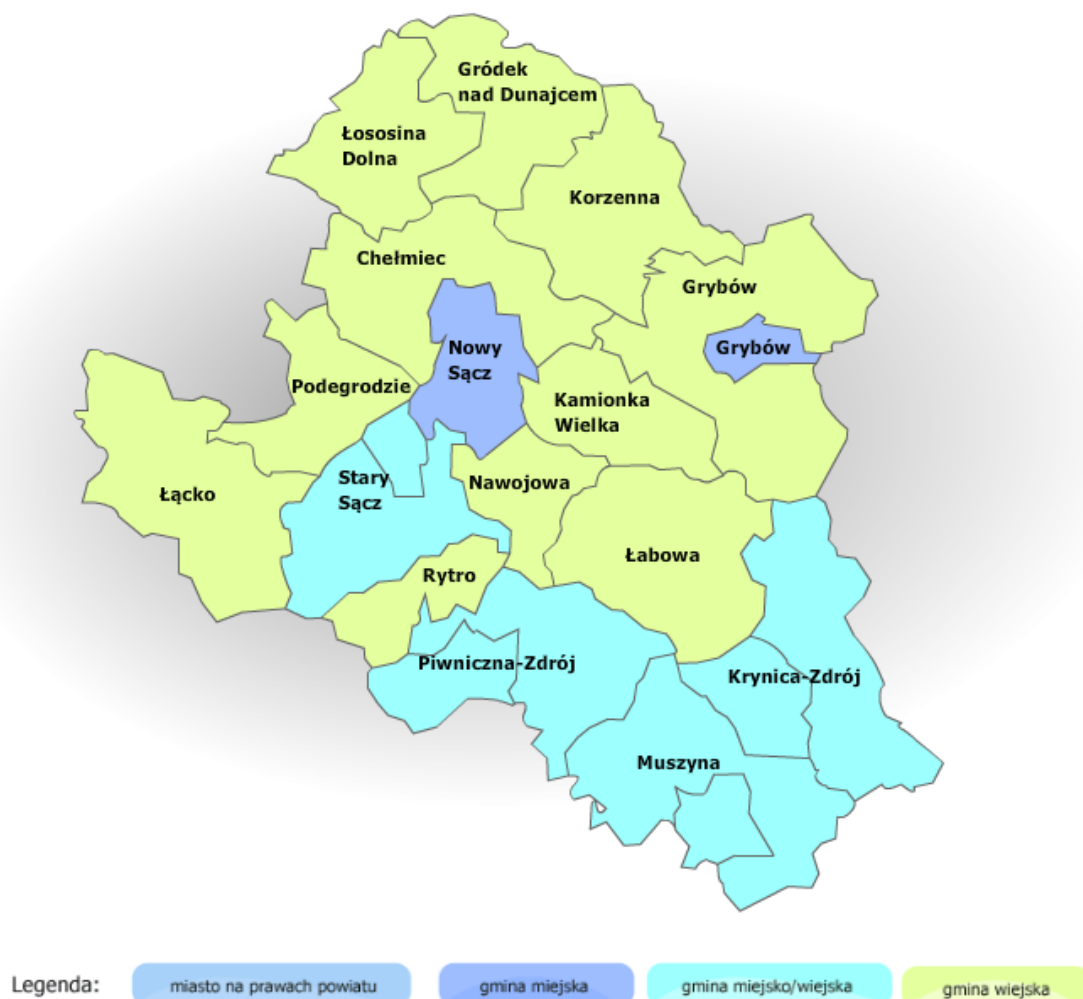 Gródek
nad Dunajcem
Łososina
Dolna
Korzenna
Chełmiec
Grybów
Nowy
Sącz
Grybów
Podegrodzie
Kamionka
Wielka
Stary
Sącz
Nawojowa
Łącko
Łabowa
Rytro
Piwniczna-Zdrój
Krynica-Zdrój
Muszyna
Legenda: miasto na prawach powiatu gmina miejska gmina miejsko/wiejska gmina wiejska